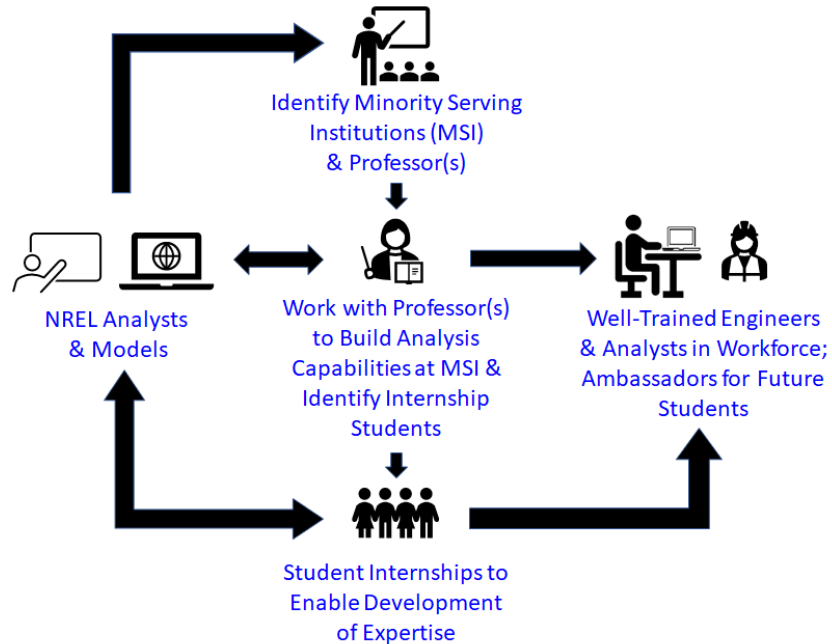 Identify Minority Serving
Institutions (MSI)
& Professor(s)
NREL Analysts
& Models
Work with Professor(s)
to Build Analysis
Capabilities at MSI &
Identify Internship
Students
Well-Trained Engineers
& Analysts in Workforce;
Ambassadors for Future
Students
Student Internships to
Enable Development
of Expertise